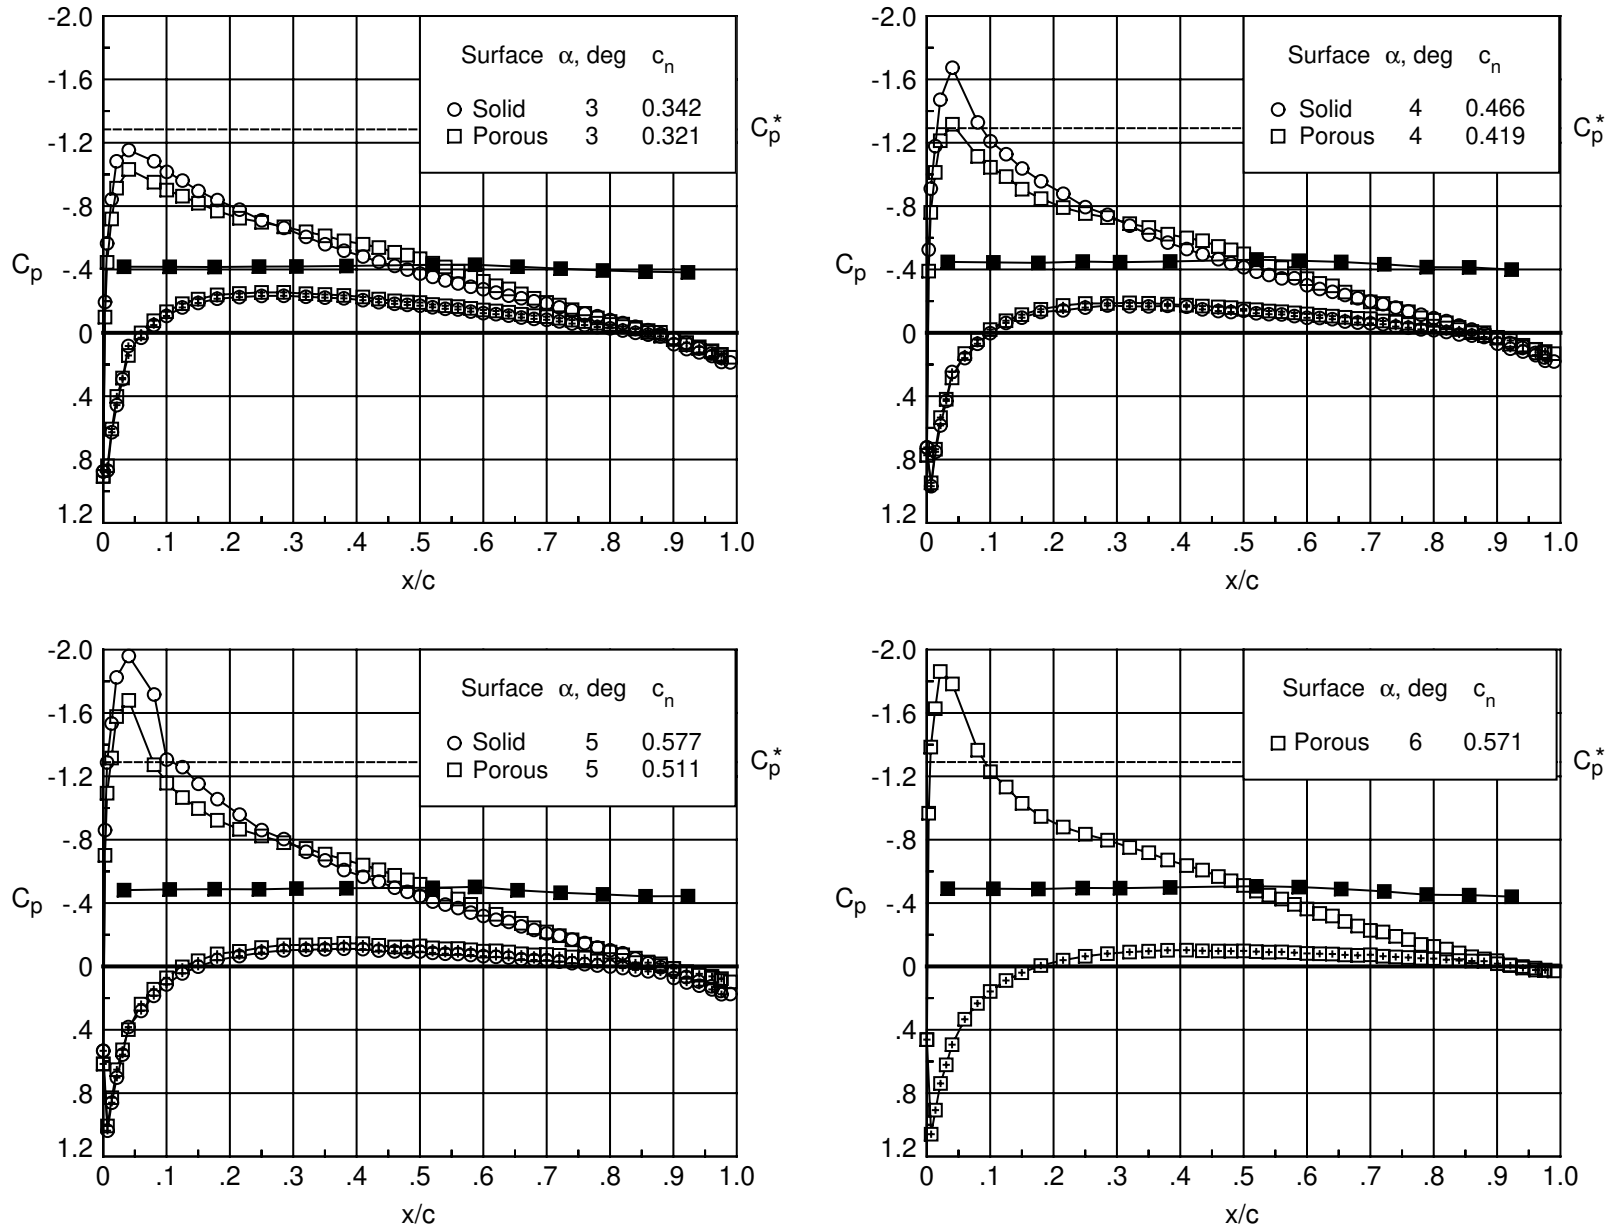 -2.0
-1.6
-1.2
-.8
-.4
0
.4
.8
1.2
Cp
Surface α, deg cn
Solid 3 0.342
Porous 3 0.321
Cp*
0 .1 .2 .3 .4 .5 .6 .7 .8 .9 1.0
x/c
-2.0
-1.6
-1.2
-.8
-.4
0
.4
.8
1.2
Cp
Surface α, deg cn
Solid 4 0.466
Porous 4 0.419
Cp*
0 .1 .2 .3 .4 .5 .6 .7 .8 .9 1.0
x/c
-2.0
-1.6
-1.2
-.8
-.4
0
.4
.8
1.2
Cp
Surface α, deg cn
Solid 5 0.577
Porous 5 0.511
Cp*
0 .1 .2 .3 .4 .5 .6 .7 .8 .9 1.0
x/c
-2.0
-1.6
-1.2
-.8
-.4
0
.4
.8
1.2
Cp
Surface α, deg cn
Porous 6 0.571
Cp*
0 .1 .2 .3 .4 .5 .6 .7 .8 .9 1.0
x/c